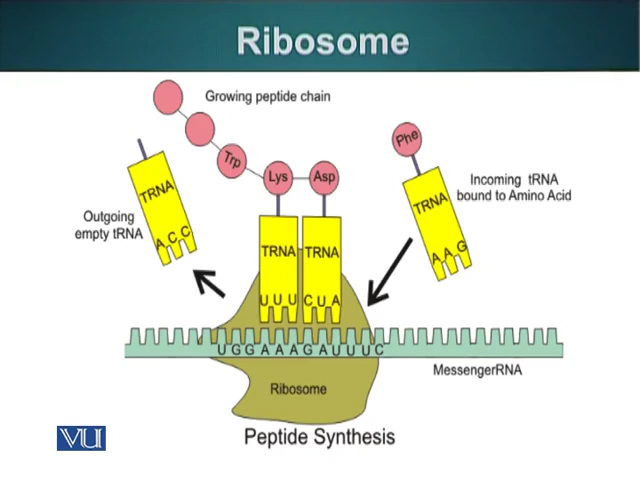 Ribosome
Growing peptide chain
Trp
Lys
Asp
Phe
Incoming tRNA
bound to Amino Acid
TRNA
Outgoing
empty tRNA
A C C
TRNA
A A G
TRNA
TRNA
U U U
C U A
U G G A A A G A U U U C
MessengerRNA
Ribosome
Peptide Synthesis
VU